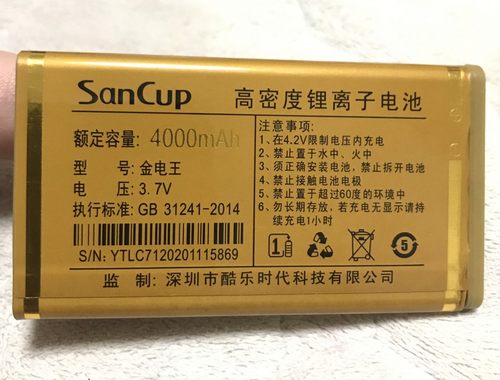 SanCup 高密度锂离子电池
额定容量: 4000mAh
型 号: 金电王
电 压: 3.7V
执行标准: GB 31241-2014
S/N: YTLC7120201115869
注意事项:
1、在4.2V限制电压内充电
2、禁止置于水中、火中
3、须正确安装电池，禁止拆开电池
4、禁止接触电池电极
5、禁止置于超过60度的环境中
6、勿长期存放，若充电无显示请持
续充电1小时
1
5
监 制: 深圳市酷乐时代科技有限公司